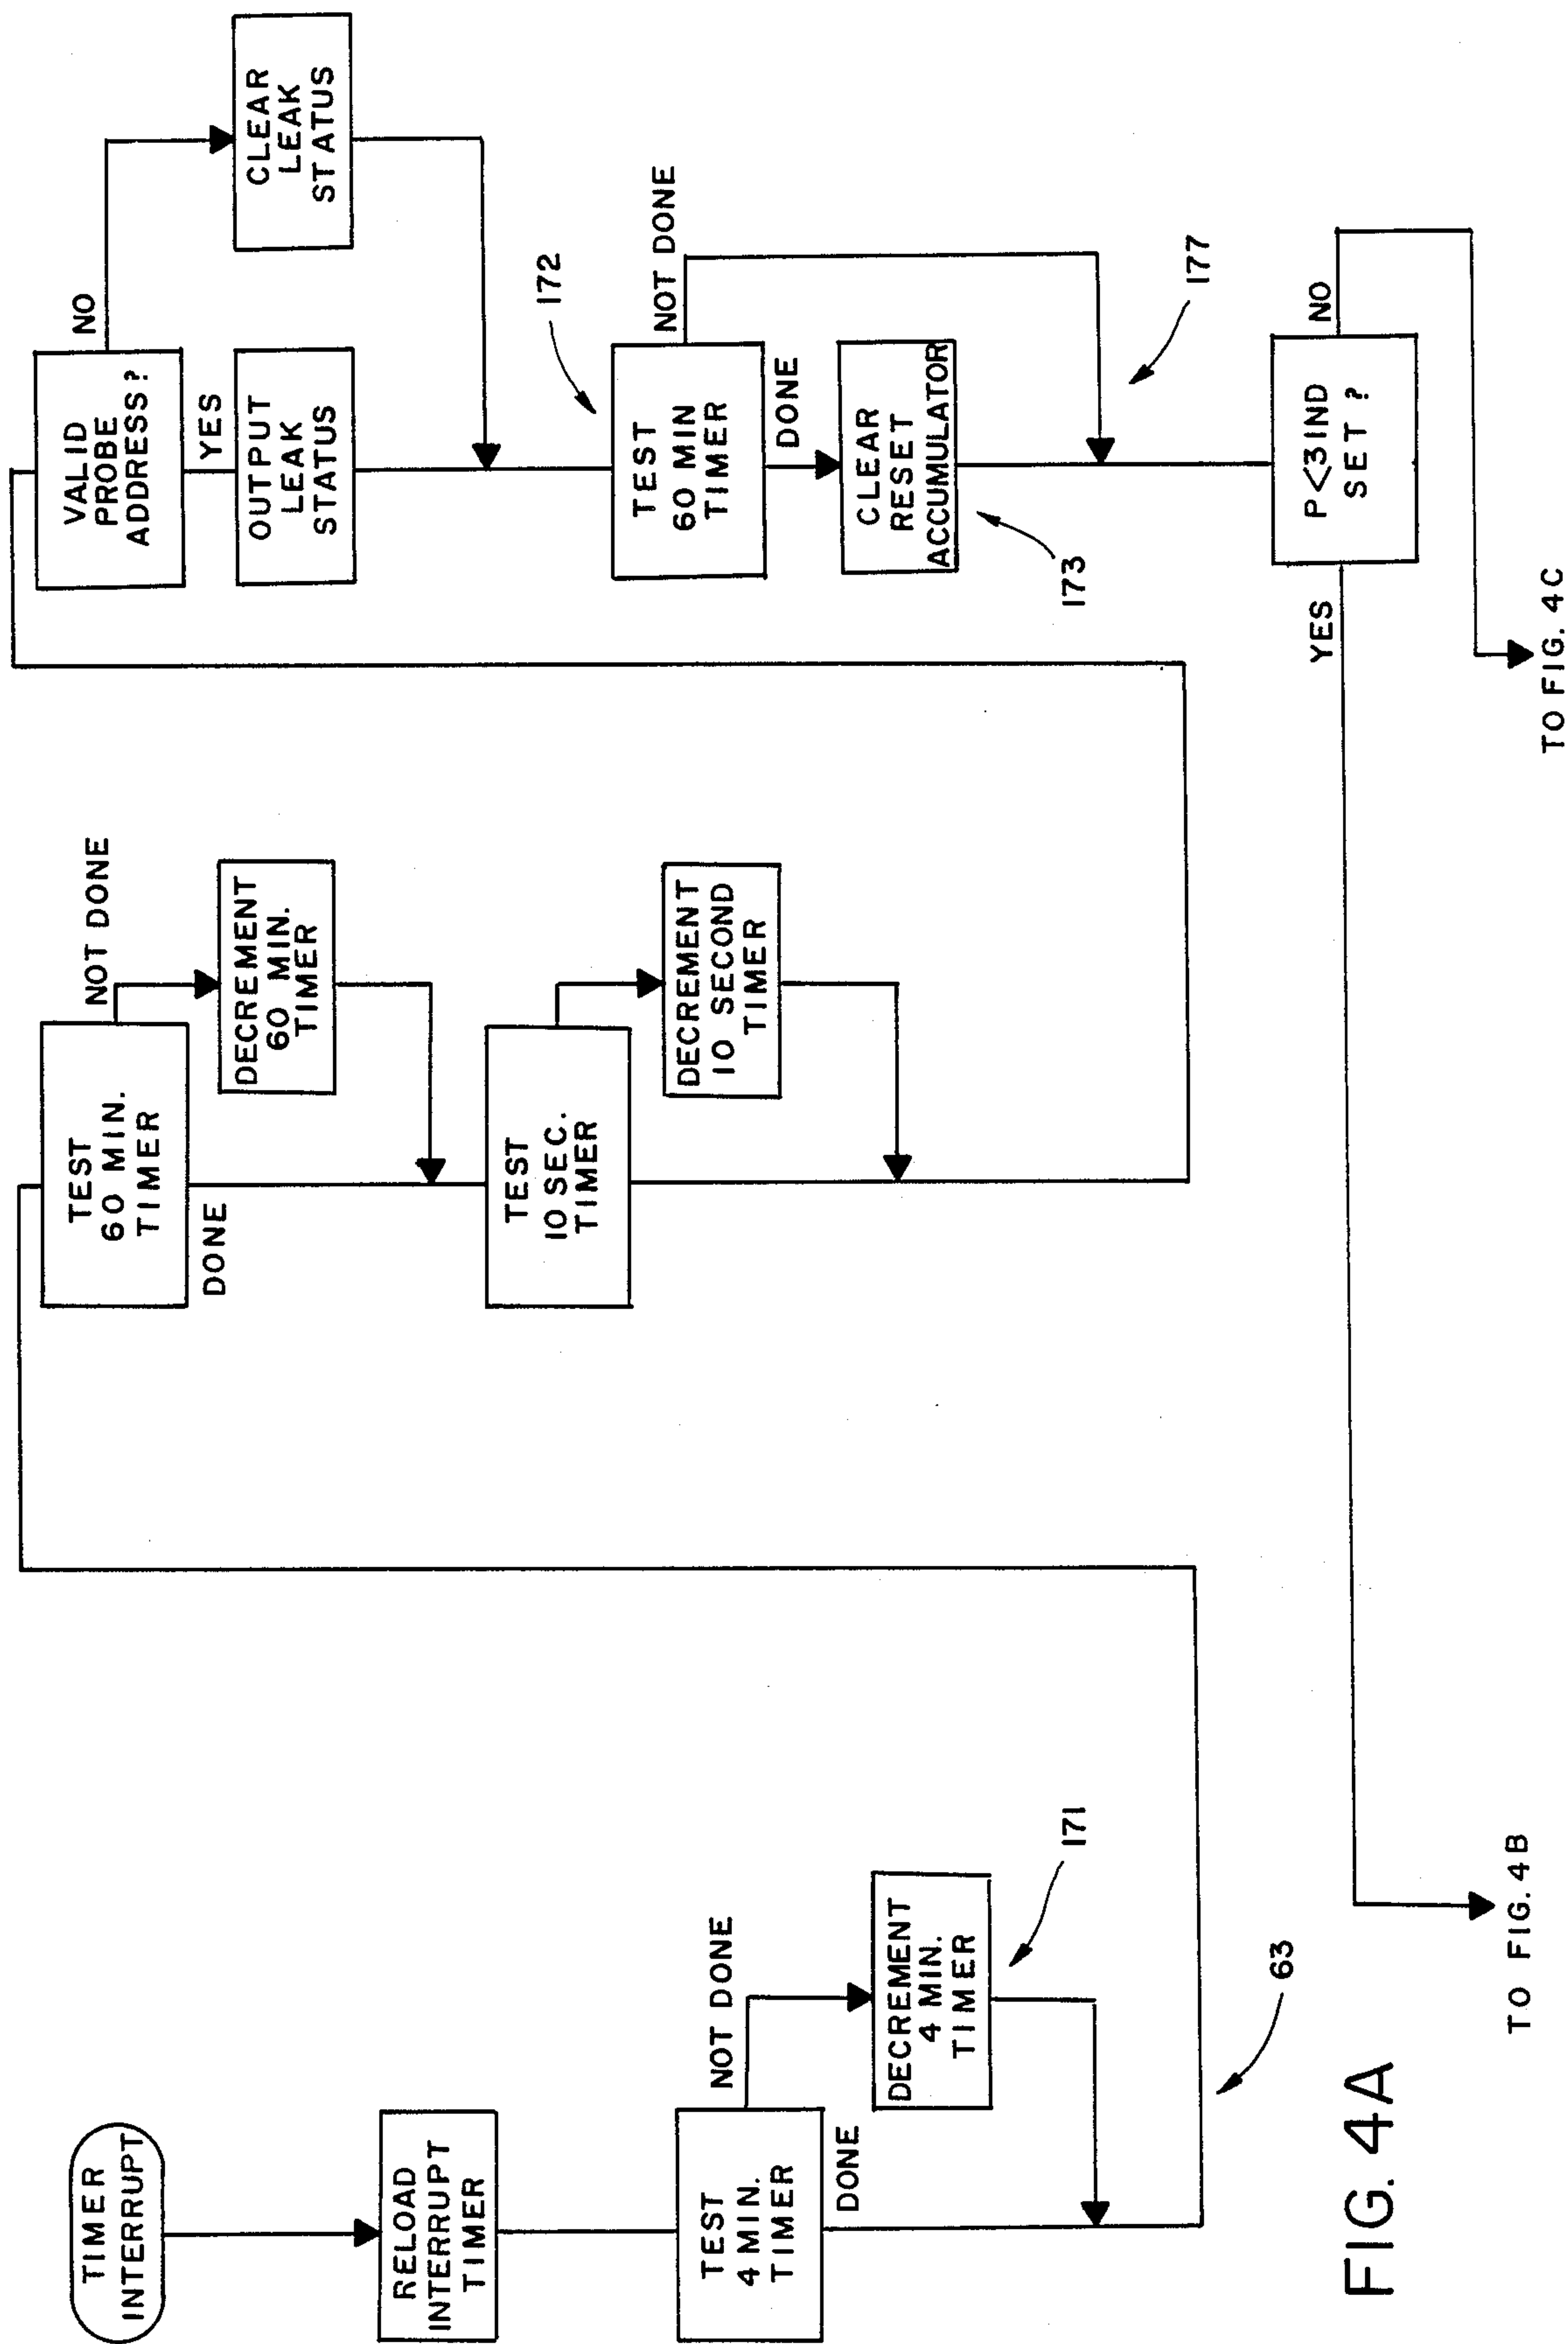 TIMER
INTERRUPT
RELOAD
INTERRUPT
TIMER
TEST
4 MIN.
TIMER
NOT DONE
DONE
DECREMENT
4 MIN.
TIMER
171
63
TEST
60 MIN.
TIMER
NOT DONE
DONE
DECREMENT
60 MIN.
TIMER
TEST
10 SEC.
TIMER
DECREMENT
10 SECOND
TIMER
VALID
PROBE
ADDRESS?
NO
YES
CLEAR
LEAK
STATUS
OUTPUT
LEAK
STATUS
172
TEST
60 MIN
TIMER
NOT DONE
DONE
CLEAR
RESET
ACCUMULATOR
173
177
P<3IND
SET?
YES
NO
TO FIG. 4B
TO FIG. 4C
FIG. 4A